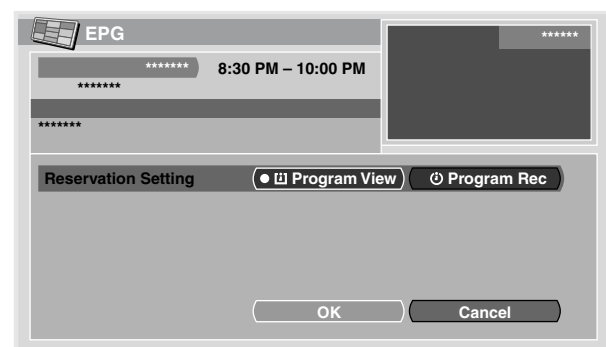 EPG
******
*******
8:30 PM – 10:00 PM
*******
*******
Reservation Setting
Program View
Program Rec
OK
Cancel